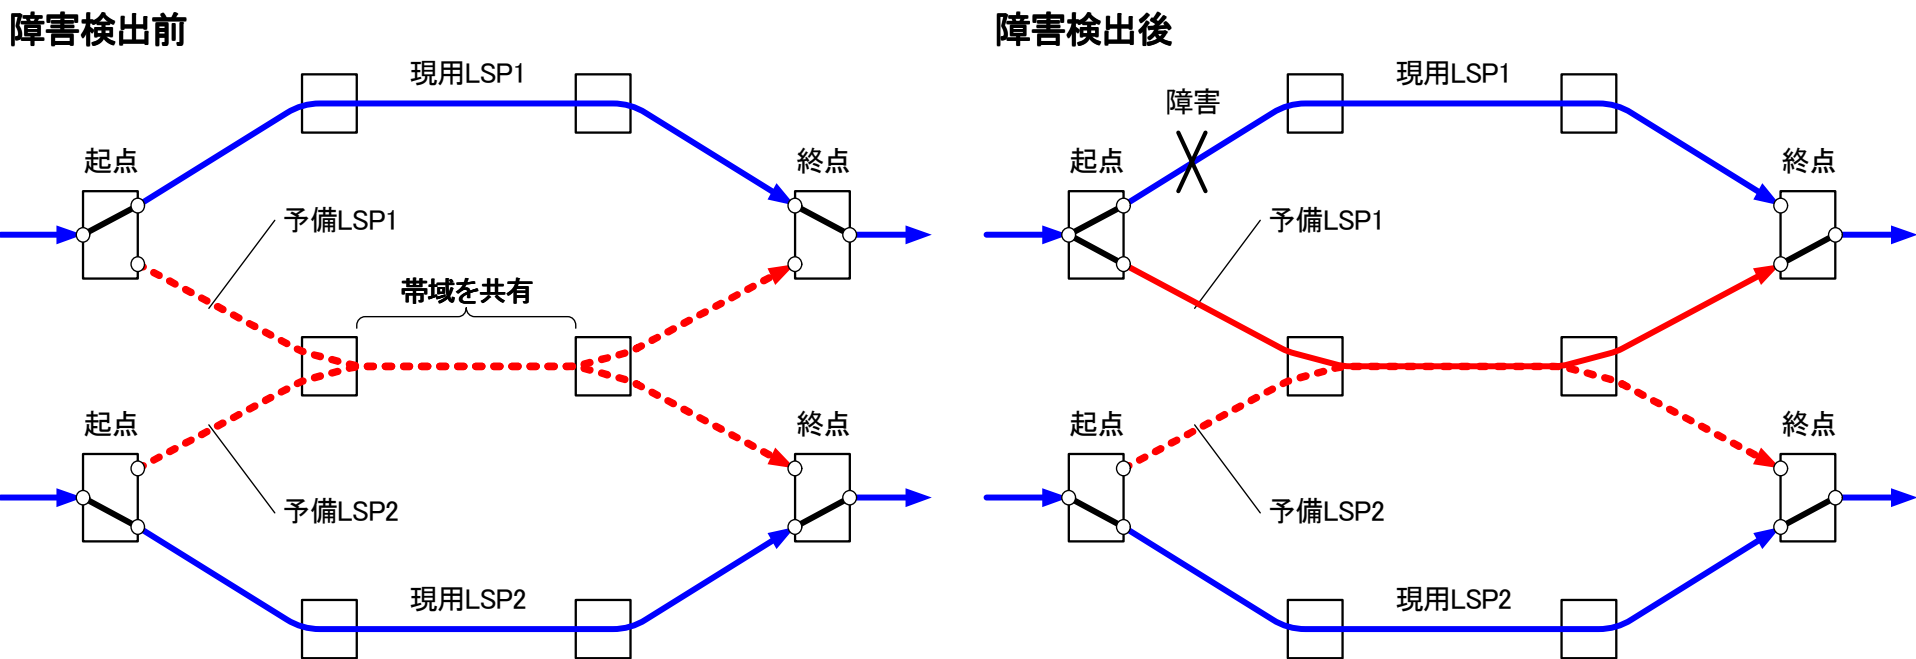 障害検出前
現用LSP1
起点
終点
予備LSP1
帯域を共有
起点
終点
予備LSP2
現用LSP2
障害検出後
現用LSP1
障害
起点
終点
予備LSP1
起点
終点
予備LSP2
現用LSP2